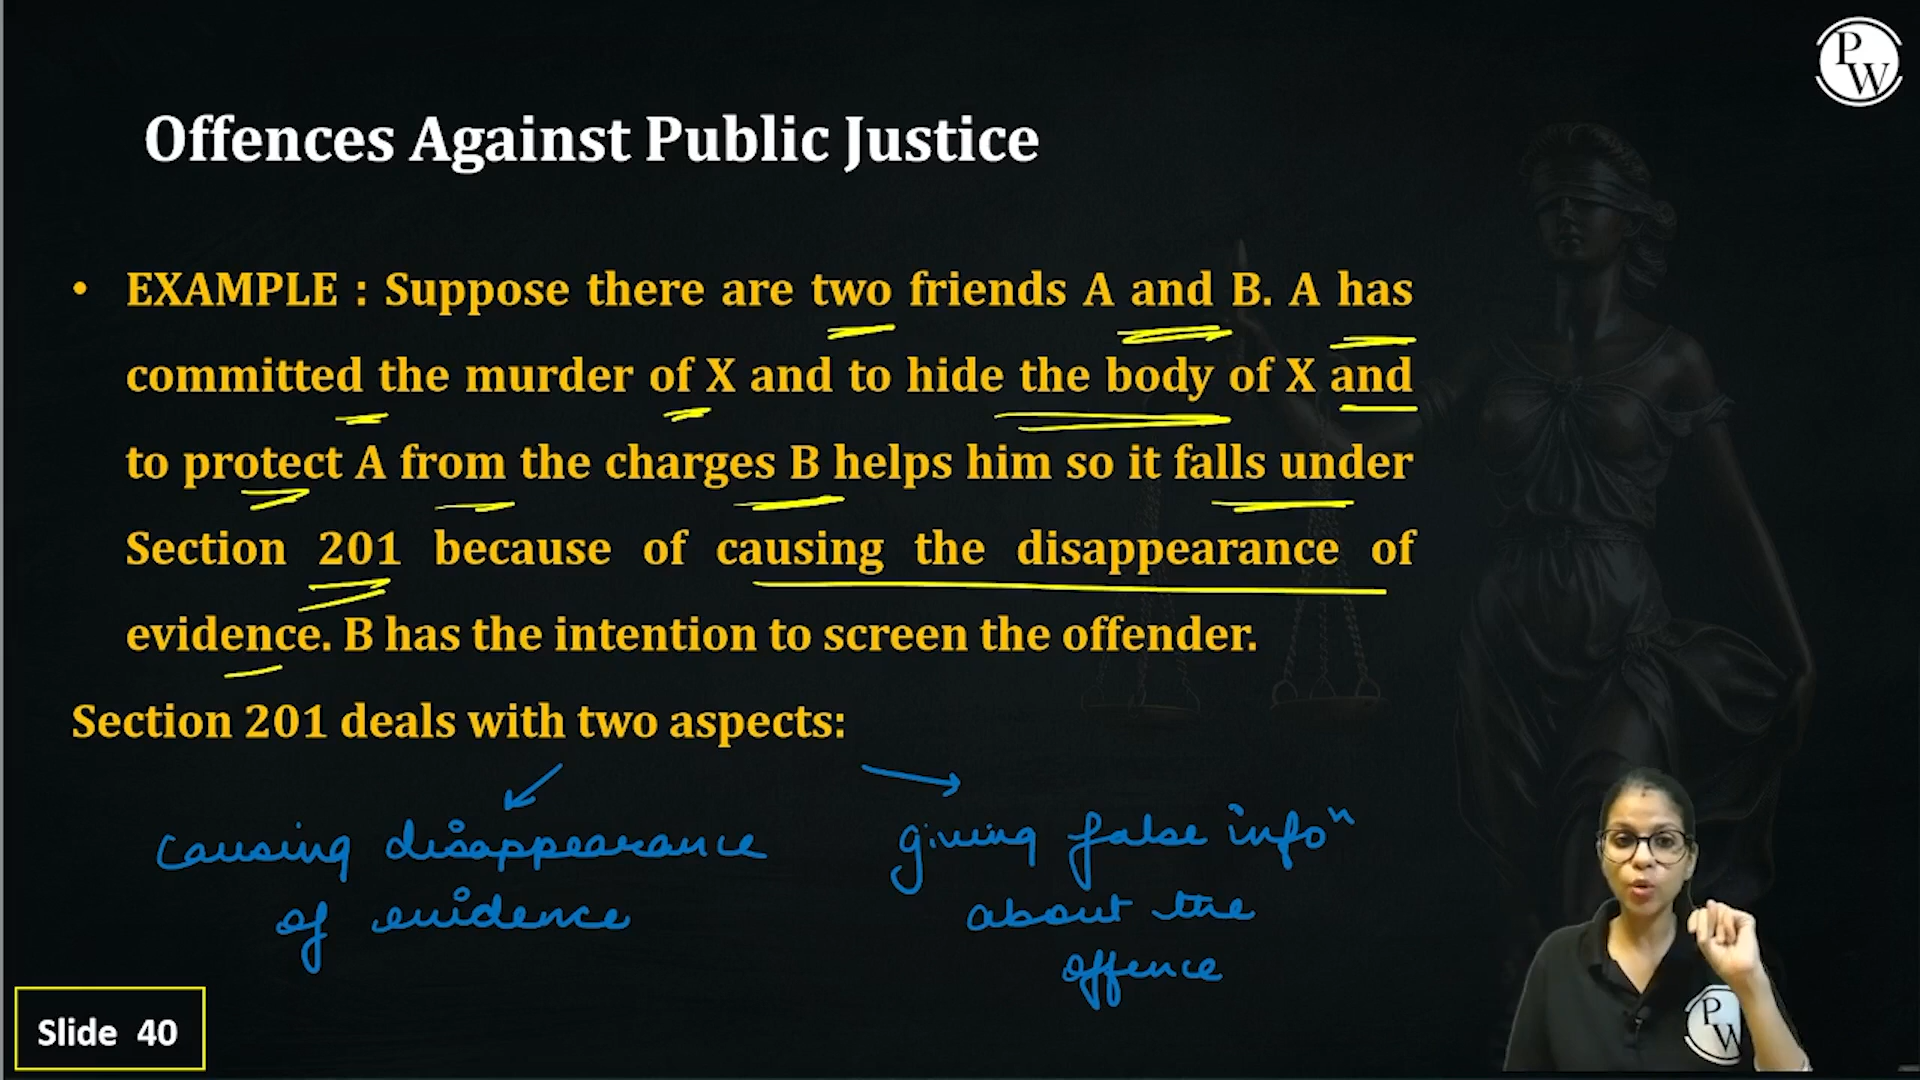 PW
Offences Against Public Justice
• EXAMPLE : Suppose there are two friends A and B. A has
committed the murder of X and to hide the body of X and
to protect A from the charges B helps him so it falls under
Section 201 because of causing the disappearance of
evidence. B has the intention to screen the offender.
Section 201 deals with two aspects:
causing disappearance
of evidence
giving false infoⁿ
about the
offence
Slide 40
PW